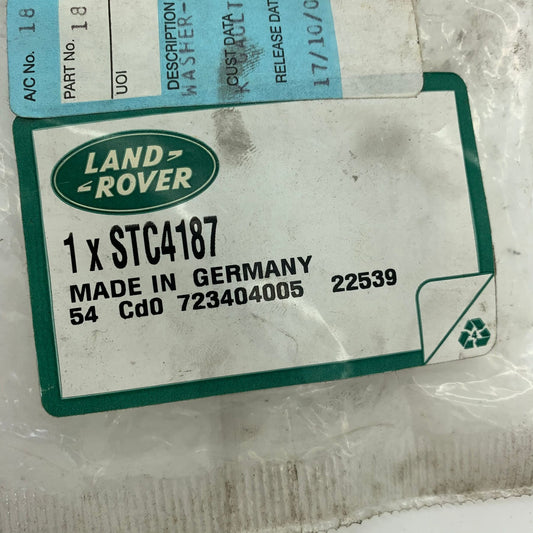 A/C No. 18
PART No. 18
UOI
DESCRIPTION
WASHER-
CUST DATA
RELEASE DATE
17/10/0
LAND-
-ROVER
1 x STC4187
MADE IN GERMANY
54 Cd0 723404005 22539